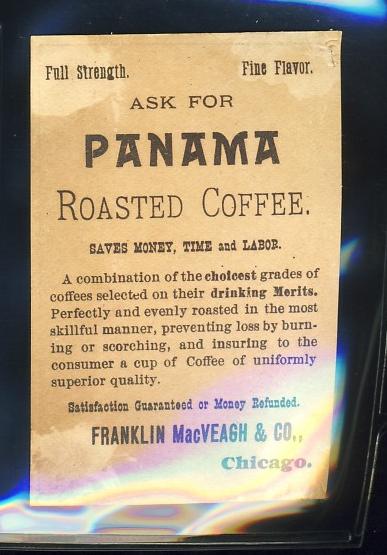 Full Strength. Fine Flavor.
ASK FOR
PANAMA
ROASTED COFFEE.
SAVES MONEY, TIME and LABOR.
A combination of the choicest grades of
coffees selected on their drinking Merits.
Perfectly and evenly roasted in the most
skillful manner, preventing loss by burn-
ing or scorching, and insuring to the
consumer a cup of Coffee of uniformly
superior quality.
Satisfaction Guaranteed or Money Refunded.
FRANKLIN MacVEAGH & CO.,
Chicago.